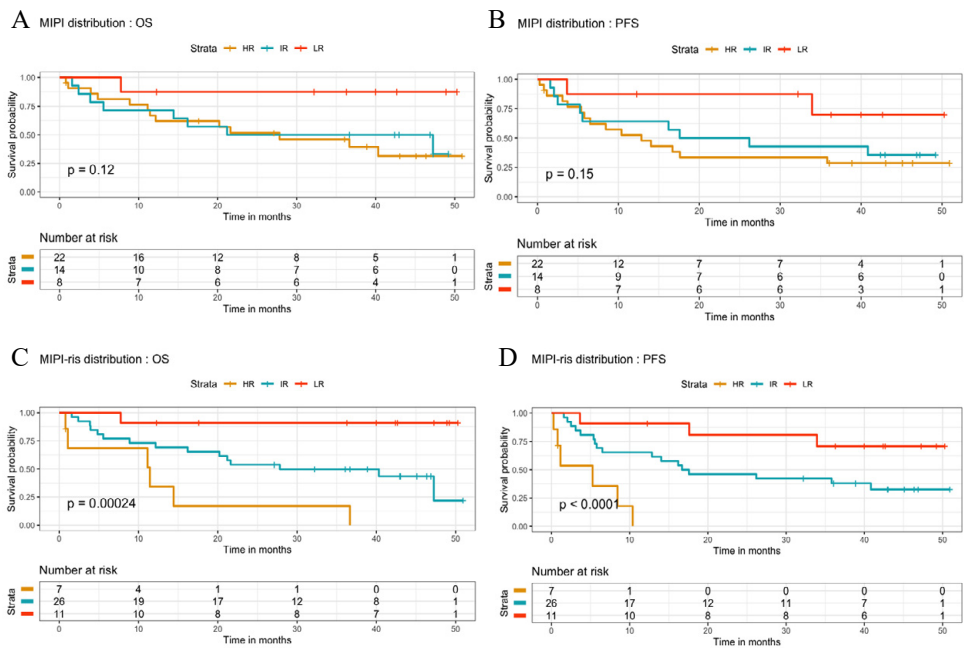 A MIPI distribution : OS
Strata HR IR LR
1.00
0.75
0.50
0.25
0.00
Survival probability
p = 0.12
0 10 20 30 40 50
Time in months
Number at risk
Strata
22 16 12 8 5 1
14 10 8 7 6 0
8 7 6 6 4 1
0 10 20 30 40 50
Time in months
B MIPI distribution : PFS
Strata HR IR LR
1.00
0.75
0.50
0.25
0.00
Survival probability
p = 0.15
0 10 20 30 40 50
Time in months
Number at risk
Strata
22 12 7 7 4 1
14 9 7 6 6 0
8 7 6 6 3 1
0 10 20 30 40 50
Time in months
C MIPI-ris distribution : OS
Strata HR IR LR
1.00
0.75
0.50
0.25
0.00
Survival probability
p = 0.00024
0 10 20 30 40 50
Time in months
Number at risk
Strata
7 4 1 1 0 0
26 19 17 12 8 1
11 10 8 8 7 1
0 10 20 30 40 50
Time in months
D MIPI-ris distribution : PFS
Strata HR IR LR
1.00
0.75
0.50
0.25
0.00
Survival probability
p < 0.0001
0 10 20 30 40 50
Time in months
Number at risk
Strata
7 1 0 0 0 0
26 17 12 11 7 1
11 10 8 8 6 1
0 10 20 30 40 50
Time in months